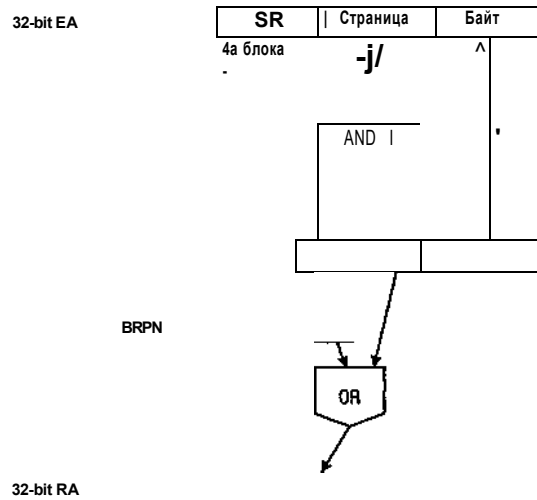 32-bit EA
SR | Страница Байт
4а блока
-
-j/ ^
AND I
'
BRPN
OR
32-bit RA